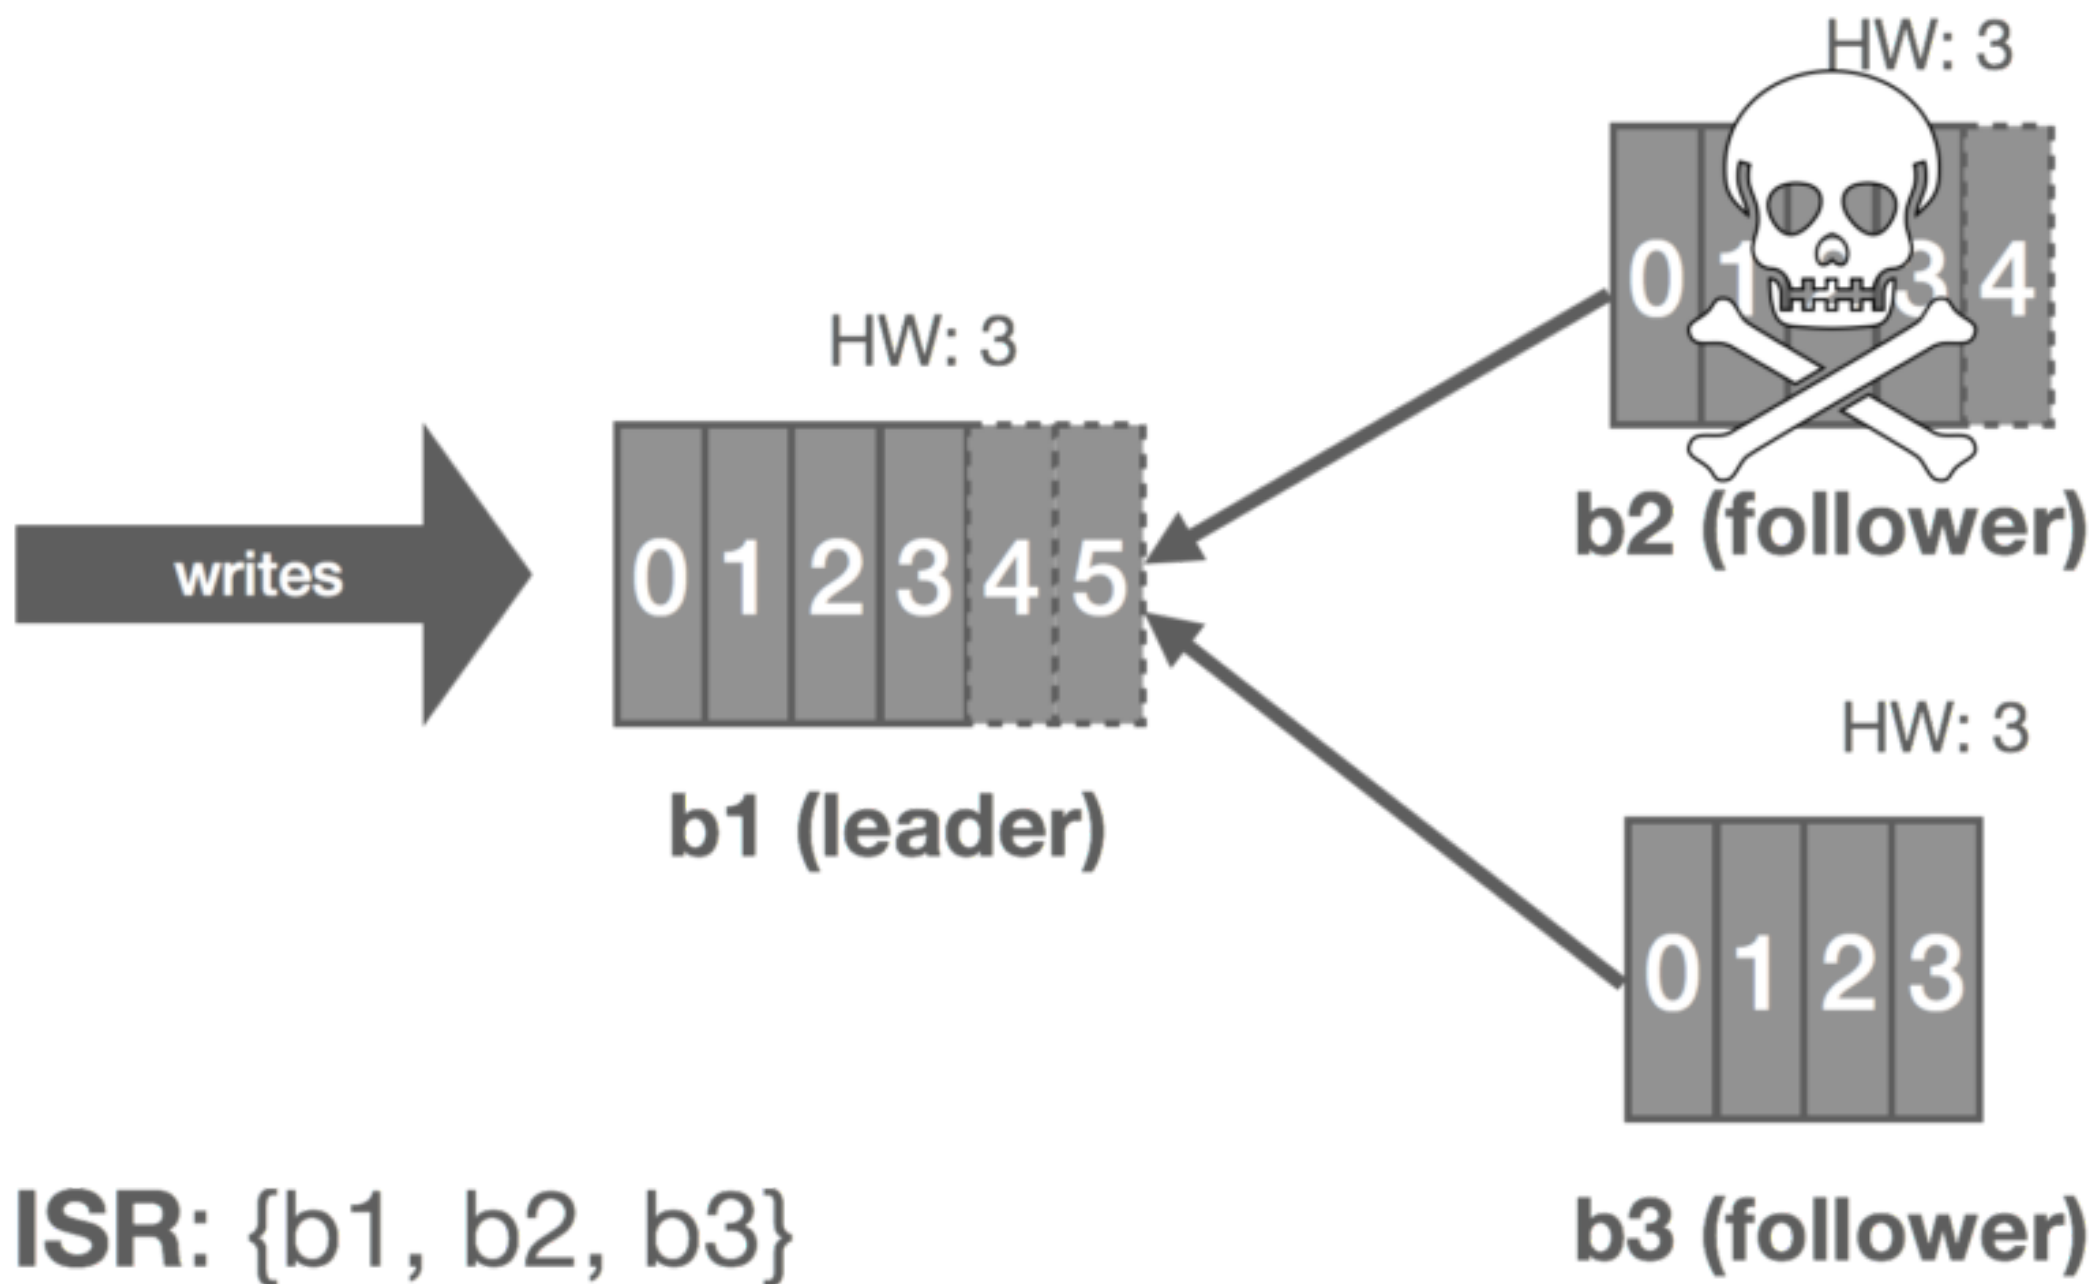 HW: 3
0 1 3 4
b2 (follower)
HW: 3
writes
0 1 2 3 4 5
b1 (leader)
HW: 3
0 1 2 3
b3 (follower)
ISR: {b1, b2, b3}